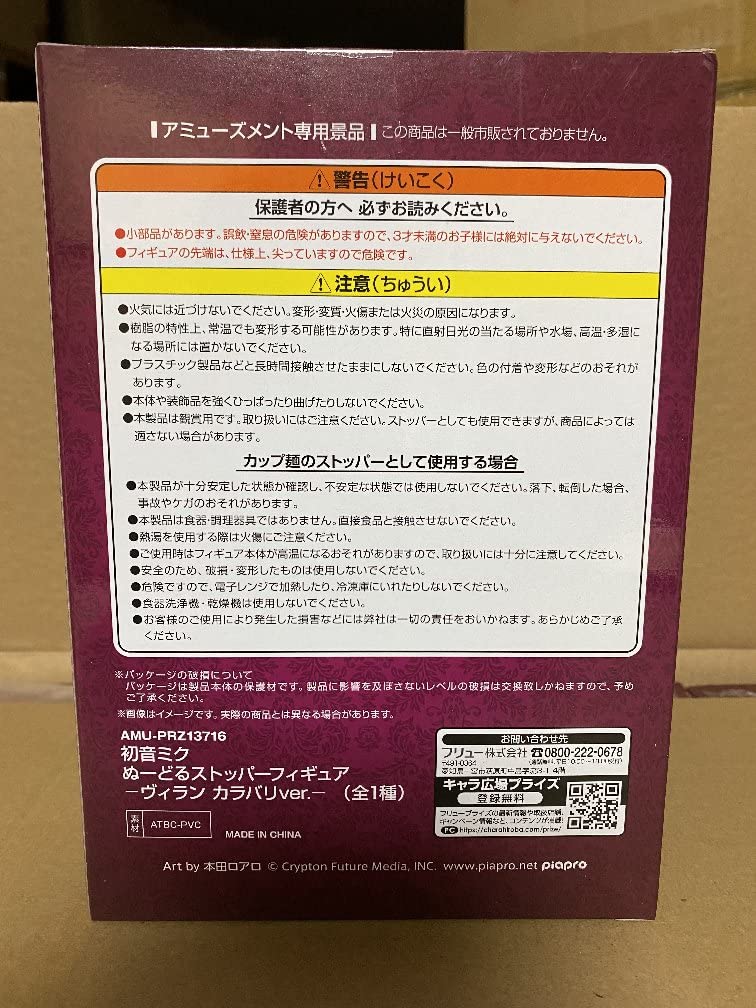 アミューズメント専用景品 この商品は一般市販されておりません。
⚠警告(けいこく)
保護者の方へ 必ずお読みください。
●小部品があります。誤飲・窒息の危険がありますので、3才未満のお子様には絶対に与えないでください。
●フィギュアの先端は、仕様上、尖っていますので危険です。
⚠注意(ちゅうい)
●火気には近づけないでください。変形・変質・火傷または火災の原因になります。
●樹脂の特性上、常温でも変形する可能性があります。特に直射日光の当たる場所や水場、高温・多湿に
なる場所には置かないでください。
●プラスチック製品などと長時間接触させたままにしないでください。色の付着や変形などのおそれが
あります。
●本体や装飾品を強くひっぱったり曲げたりしないでください。
●本製品は観賞用です。取り扱いにはご注意ください。ストッパーとしても使用できますが、商品によっては
適さない場合があります。
カップ麺のストッパーとして使用する場合
●本製品が十分安定した状態か確認し、不安定な状態では使用しないでください。落下、転倒した場合、
事故やケガのおそれがあります。
●本製品は食器・調理器具ではありません。直接食品と接触させないでください。
●熱湯を使用する際は火傷にご注意ください。
●ご使用時はフィギュア本体が高温になるおそれがありますので、取り扱いには十分に注意してください。
●安全のため、破損・変形したものは使用しないでください。
●危険ですので、電子レンジで加熱したり、冷凍庫にいれたりしないでください。
●食器洗浄機・乾燥機は使用しないでください。
●お客様のご使用により発生した損害などには弊社は一切の責任をおいかねます。あらかじめご了承
ください。
※パッケージの破損について
パッケージは製品本体の保護材です。製品に影響を及ぼさないレベルの破損は交換致しかねますので、予め
ご了承ください。
※画像はイメージです。実際の商品とは異なる場合があります。
AMU-PRZ13716
初音ミク
ぬーどるストッパーフィギュア
ーヴィラン カラバリver.ー (全1種)
素材 ATBC-PVC
MADE IN CHINA
お問い合わせ先
フリュー株式会社 ☎0800-222-0678
キャラ広場プライズ
登録無料
フリュープライズの最新情報や取扱店舗、
キャンペーン情報など、コンテンツが満載!
PC https://charahiroba.com/prize/
Art by 本田ロアロ © Crypton Future Media, INC. www.piapro.net piapro